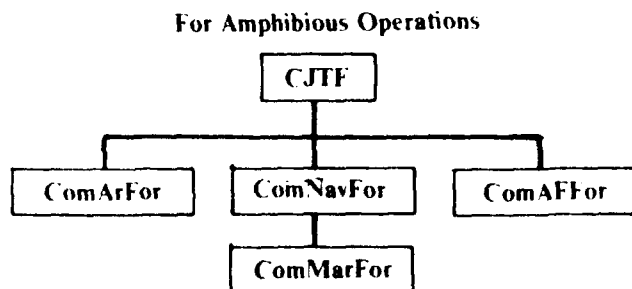 For Amphibious Operations
CJTF
ComArFor ComNavFor ComAFFor
ComMarFor